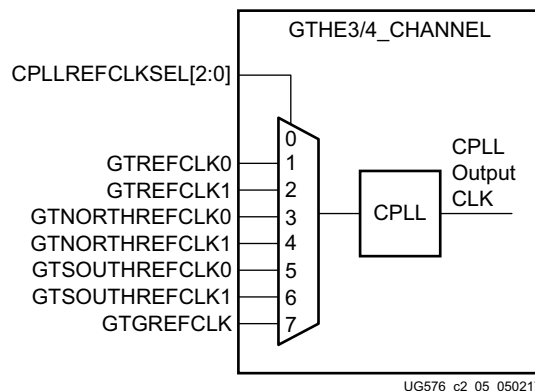 GTHE3/4_CHANNEL
CPLLREFCLKSEL[2:0]
0
GTREFCLK0 1
GTREFCLK1 2
GTNORTHREFCLK0 3
GTNORTHREFCLK1 4
GTSOUTHREFCLK0 5
GTSOUTHREFCLK1 6
GTGREFCLK 7
CPLL
CPLL
Output
CLK
UG576_c2_05_05021